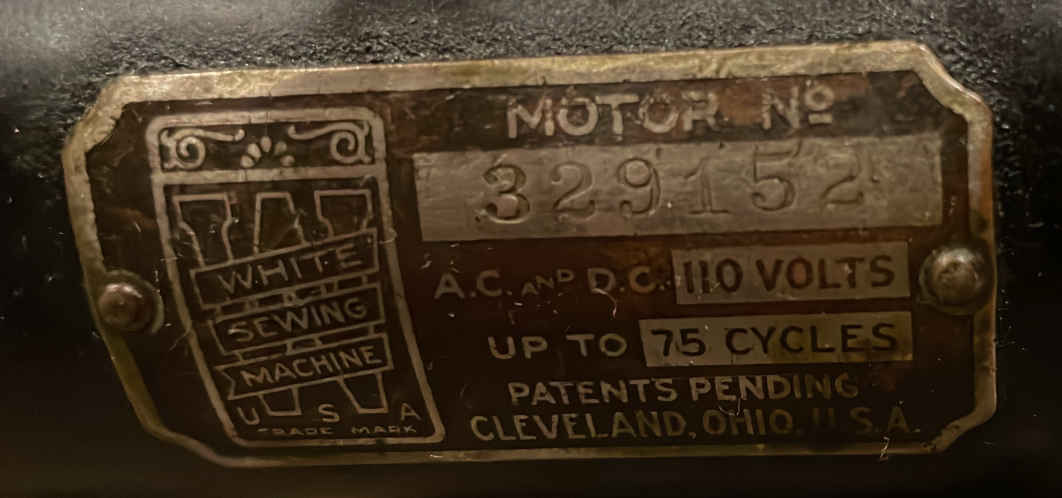 WHITE
SEWING
MACHINE
U S A
TRADE MARK
MOTOR Nº
329152
A.C. AND D.C. 110 VOLTS
UP TO 75 CYCLES
PATENTS PENDING
CLEVELAND, OHIO, U.S.A.